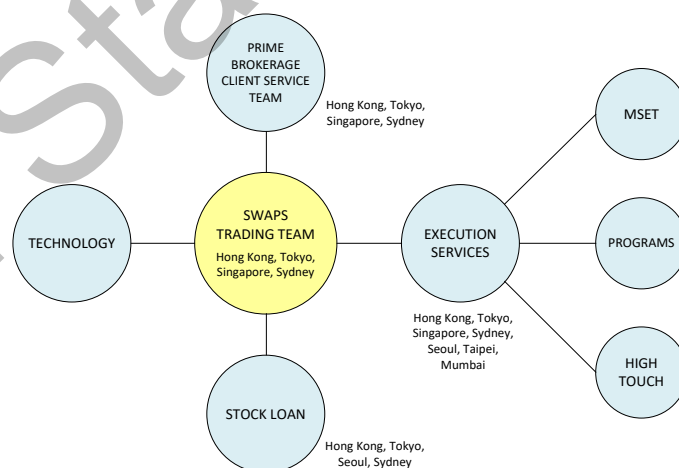 PRIME
BROKERAGE
CLIENT SERVICE
TEAM
Hong Kong, Tokyo,
Singapore, Sydney
MSET
TECHNOLOGY
SWAPS
TRADING TEAM
Hong Kong, Tokyo,
Singapore, Sydney
EXECUTION
SERVICES
Hong Kong, Tokyo,
Singapore, Sydney,
Seoul, Taipei,
Mumbai
PROGRAMS
HIGH
TOUCH
STOCK LOAN
Hong Kong, Tokyo,
Seoul, Sydney
Sta